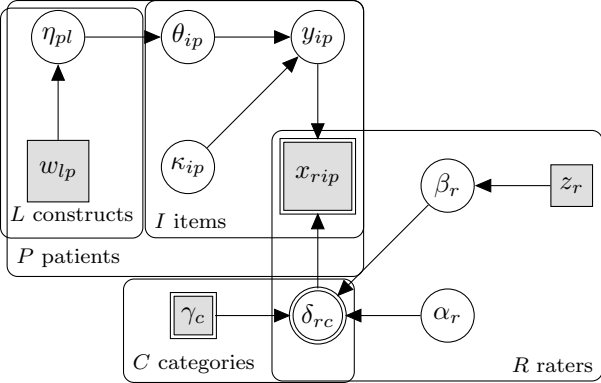 η_pl θ_ip y_ip
w_lp κ_ip x_rip β_r z_r
L constructs I items
P patients
γ_c δ_rc α_r
C categories R raters